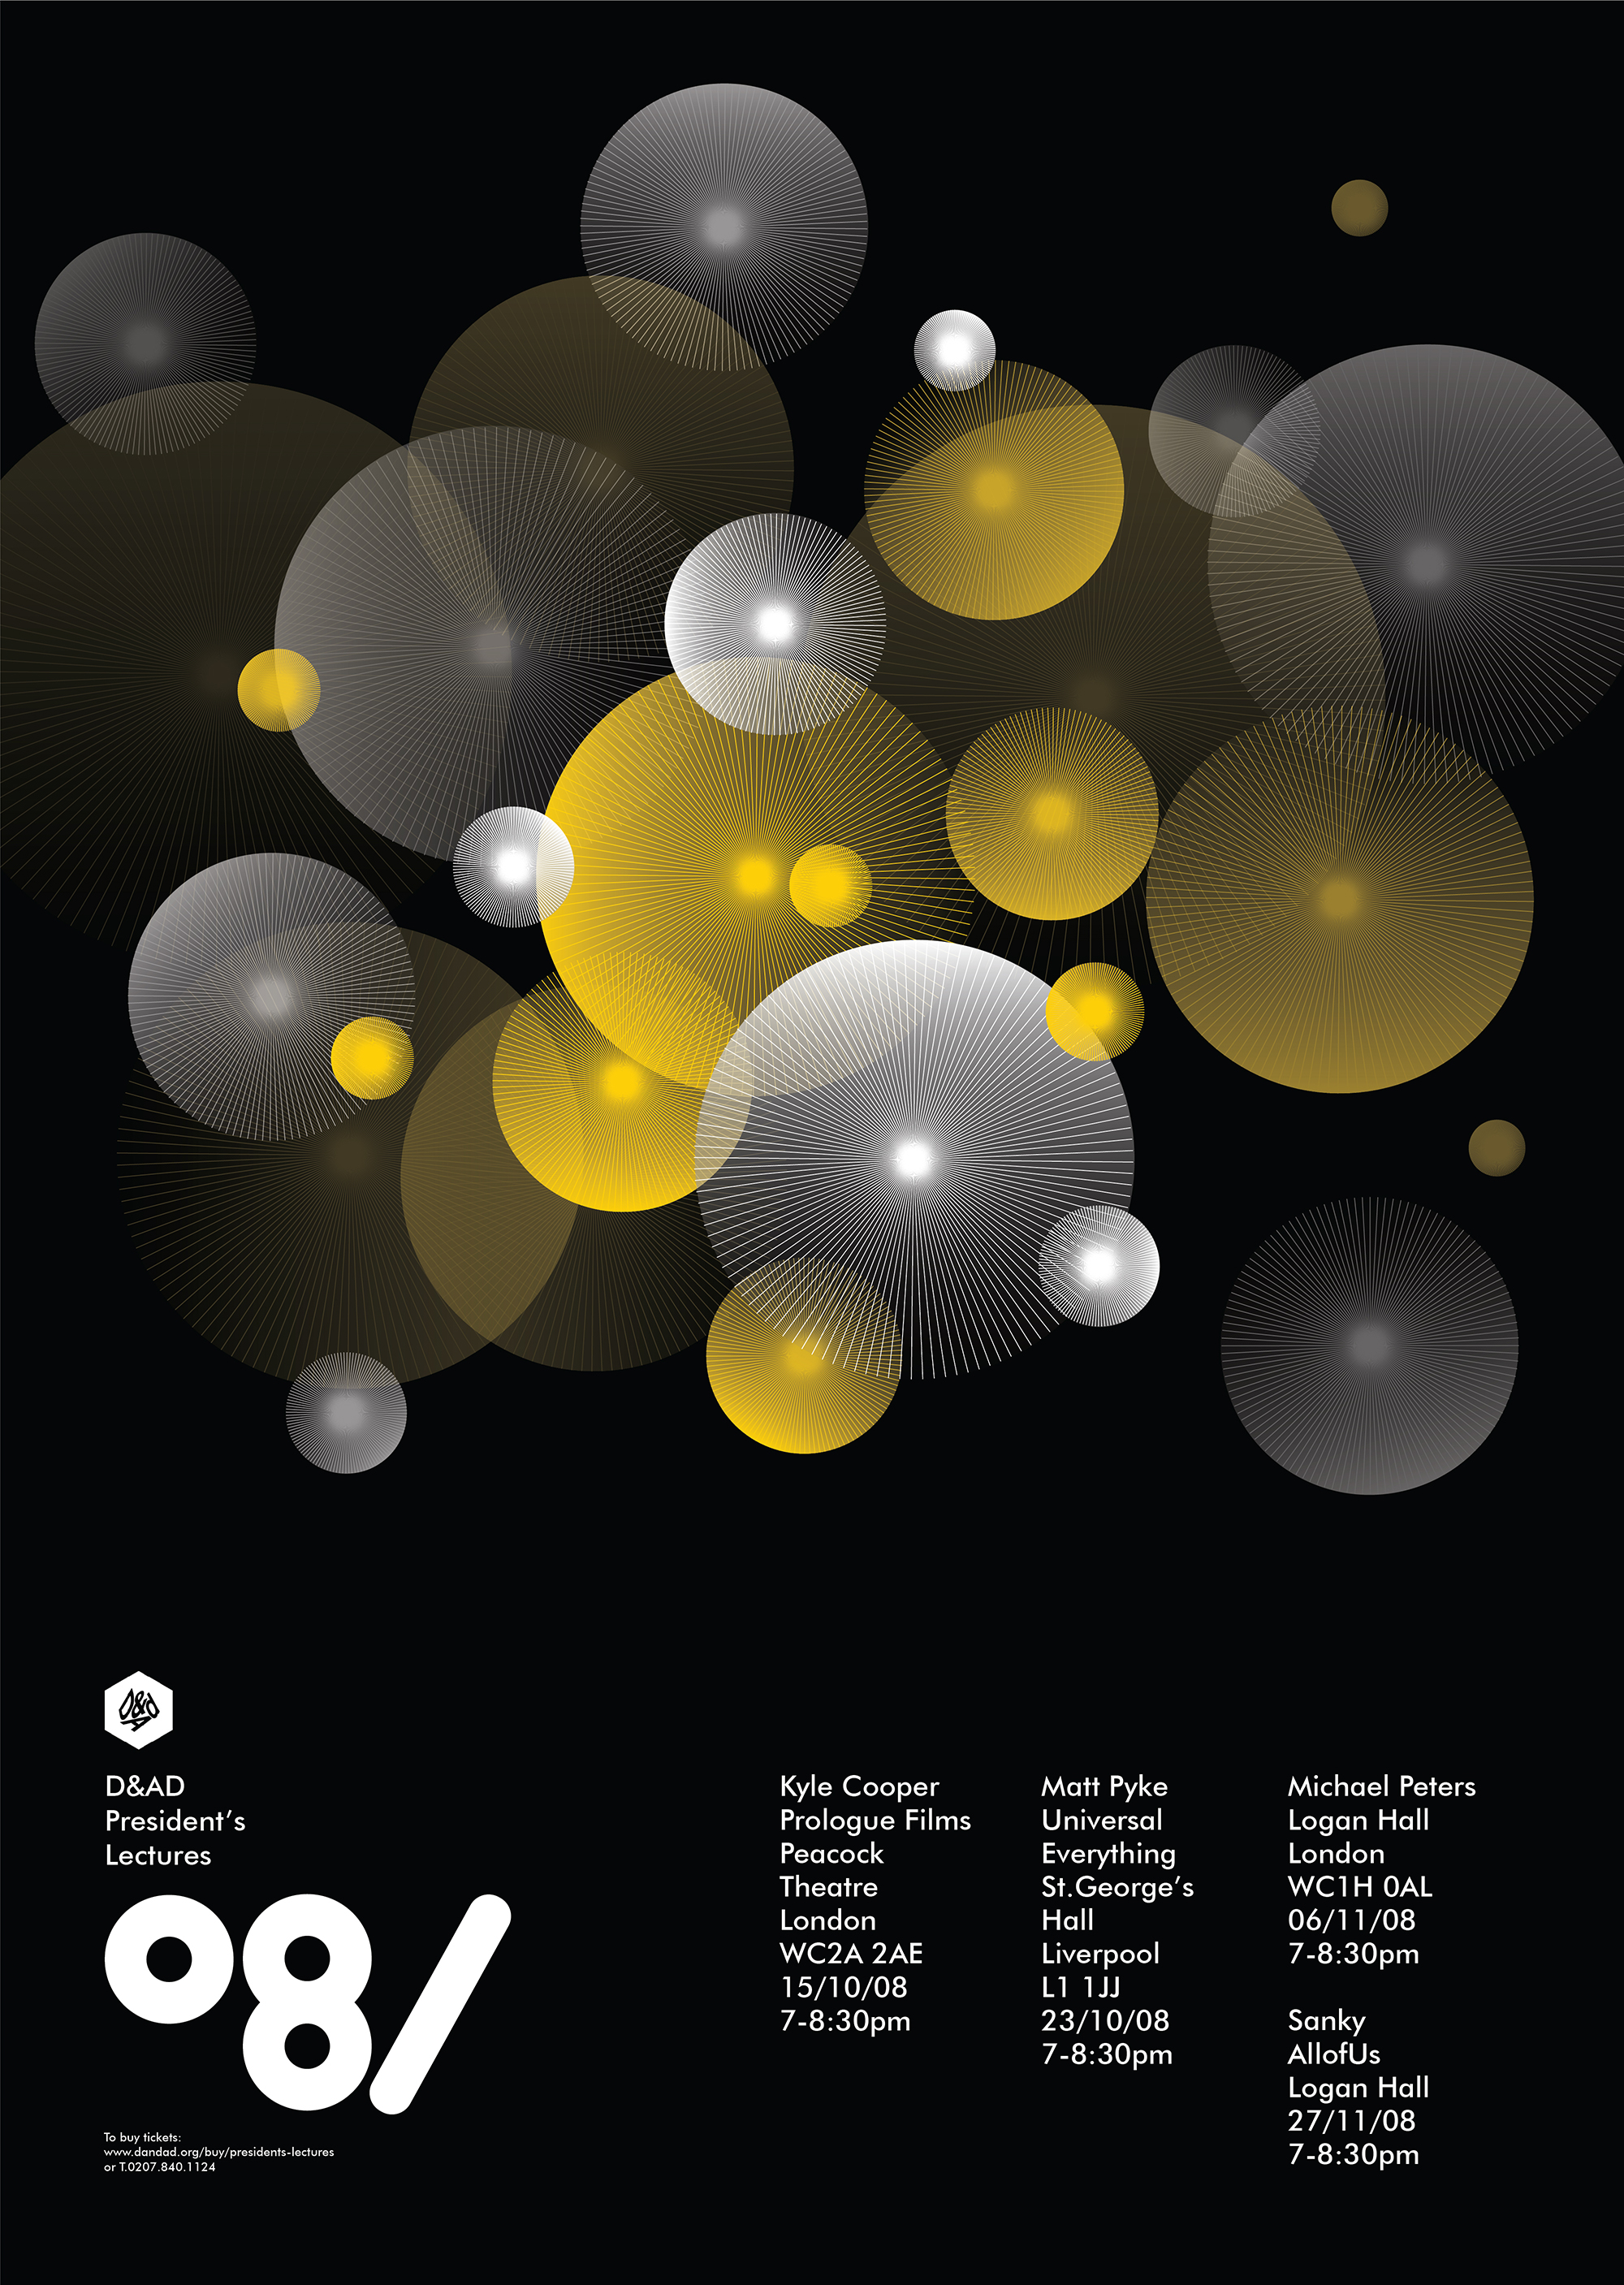 D&AD
D&AD
President's
Lectures
08/
To buy tickets:
www.dandad.org/buy/presidents-lectures
or T.0207.840.1124
Kyle Cooper
Prologue Films
Peacock
Theatre
London
WC2A 2AE
15/10/08
7-8:30pm
Matt Pyke
Universal
Everything
St.George's
Hall
Liverpool
L1 1JJ
23/10/08
7-8:30pm
Michael Peters
Logan Hall
London
WC1H 0AL
06/11/08
7-8:30pm
Sanky
AllofUs
Logan Hall
27/11/08
7-8:30pm